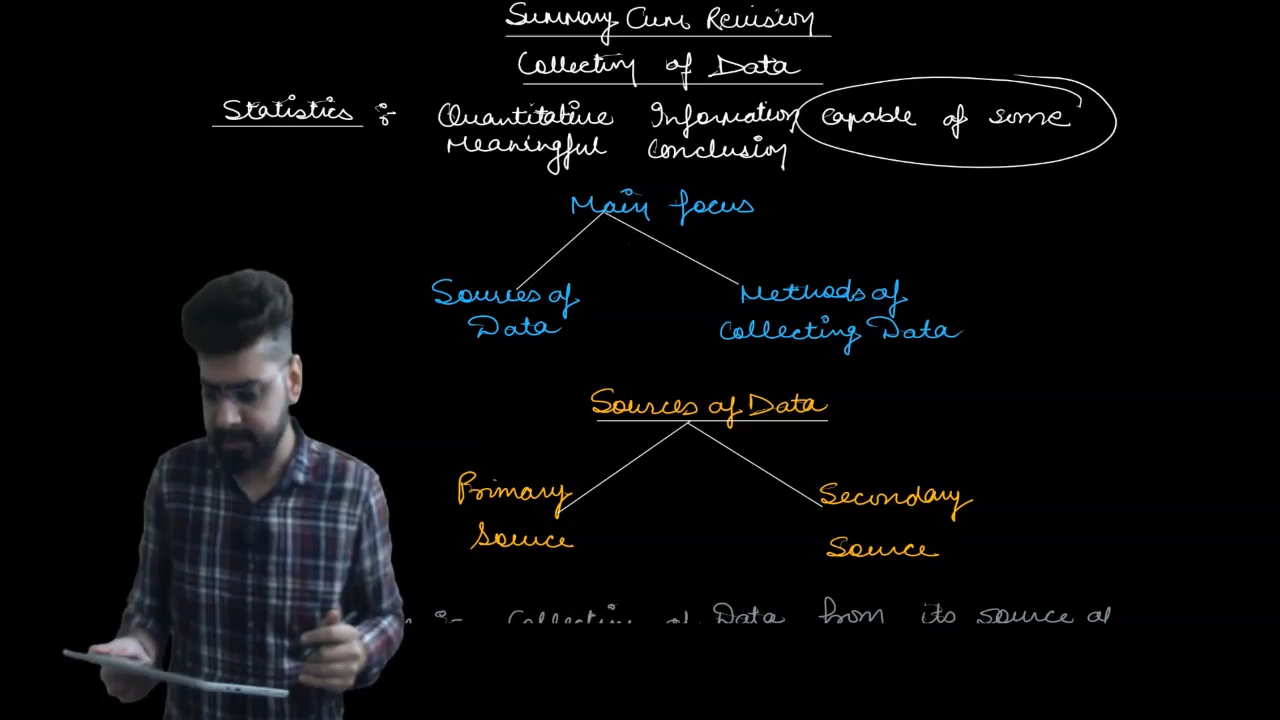 Summary Cum Revision
Collection of Data
Statistics :- Quantitative Information capable of some
Meaningful Conclusion
Main focus
Sources of
Data
Methods of
Collecting Data
Sources of Data
Primary
Source
Secondary
Source
:- Collection of Data from its source of